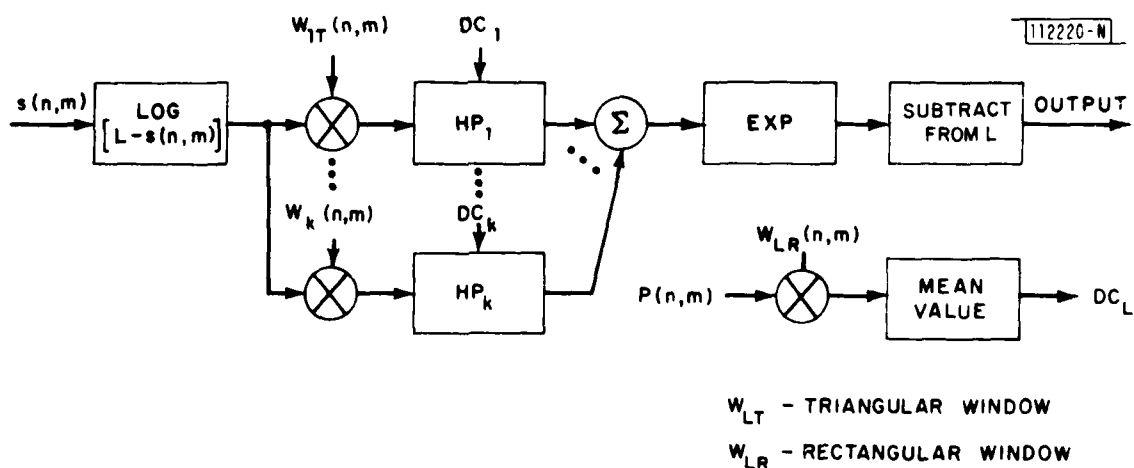 W1T(n,m)
DC1
112220-N
s(n,m)
LOG
[L-s(n,m)]
HP1
Σ
EXP
SUBTRACT
FROM L
OUTPUT
Wk(n,m)
DCk
HPk
WLR(n,m)
P(n,m)
MEAN
VALUE
DCL
WLT - TRIANGULAR WINDOW
WLR - RECTANGULAR WINDOW